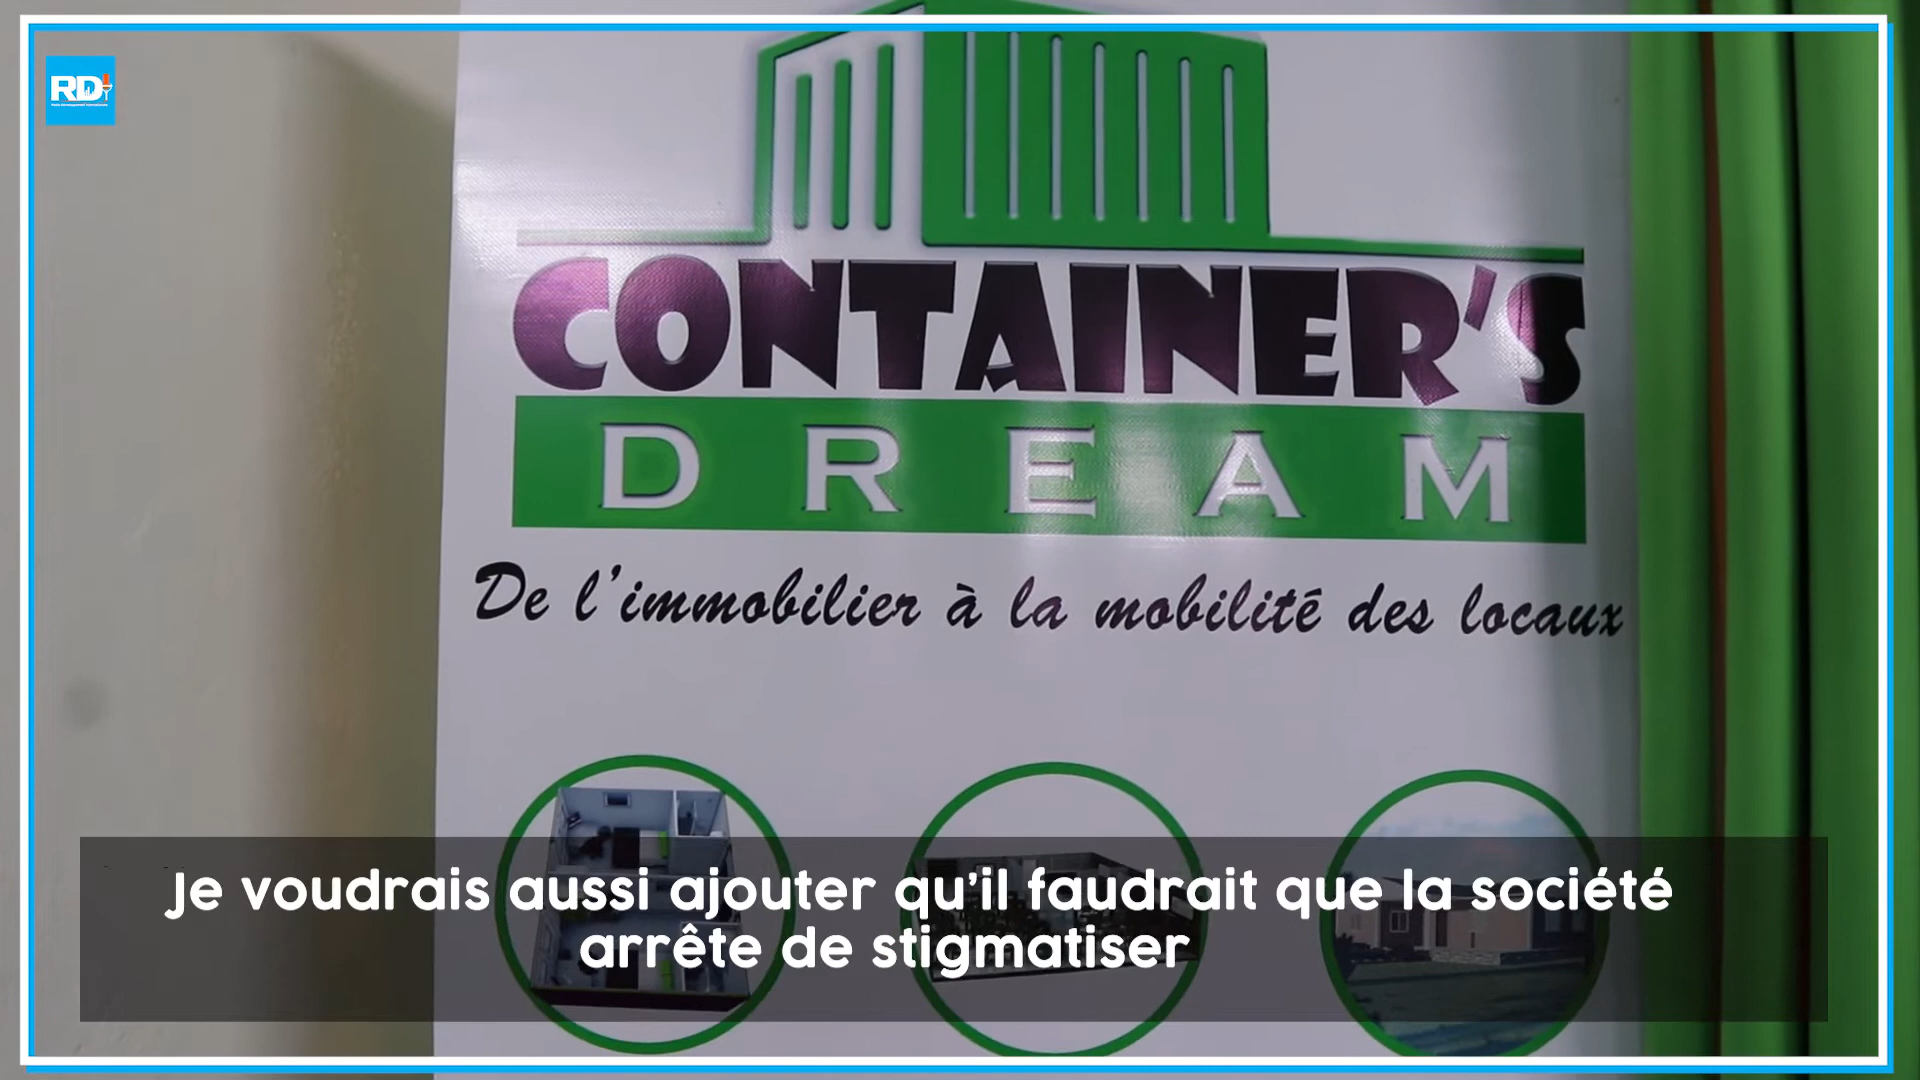 RD
CONTAINER'S
DREAM
De l'immobilier à la mobilité des locaux
Je voudrais aussi ajouter qu'il faudrait que la société
arrête de stigmatiser